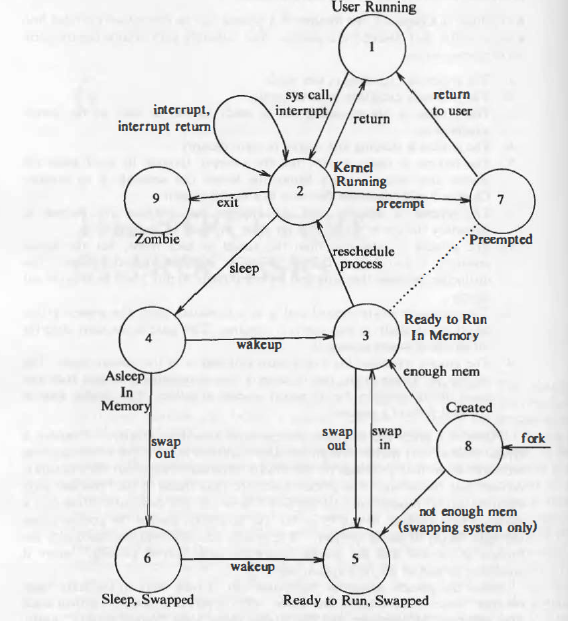 User Running
1
sys call,
interrupt
return
return
to user
interrupt,
interrupt return
2
Kernel
Running
9
exit
Zombie
preempt
7
Preempted
sleep
reschedule
process
4
wakeup
3
Ready to Run
In Memory
Asleep
In
Memory
enough mem
Created
8
fork
swap
out
swap
out
swap
in
not enough mem
(swapping system only)
6
wakeup
5
Sleep, Swapped
Ready to Run, Swapped